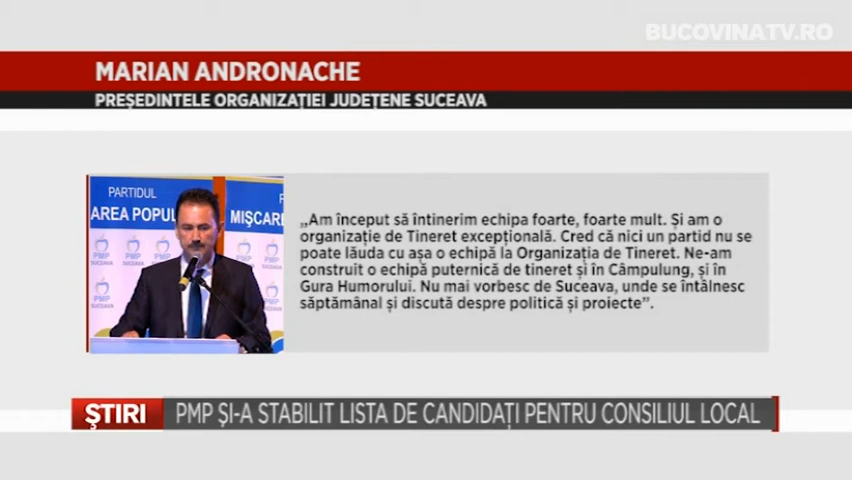 BUCOVINATV.RO
MARIAN ANDRONACHE
PREȘEDINTELE ORGANIZAȚIEI JUDEȚENE SUCEAVA
PARTIDUL
AREA POPUL
MIȘCARE
PMP
SUCEAVA
„Am început să întinerim echipa foarte, foarte mult. Și am o
organizație de Tineret excepțională. Cred că nici un partid nu se
poate lăuda cu așa o echipă la Organizația de Tineret. Ne-am
construit o echipă puternică de tineret și în Câmpulung, și în
Gura Humorului. Nu mai vorbesc de Suceava, unde se întâlnesc
săptămânal și discută despre politică și proiecte”.
ŞTIRI
PMP ŞI-A STABILIT LISTA DE CANDIDAȚI PENTRU CONSILIUL LOCAL